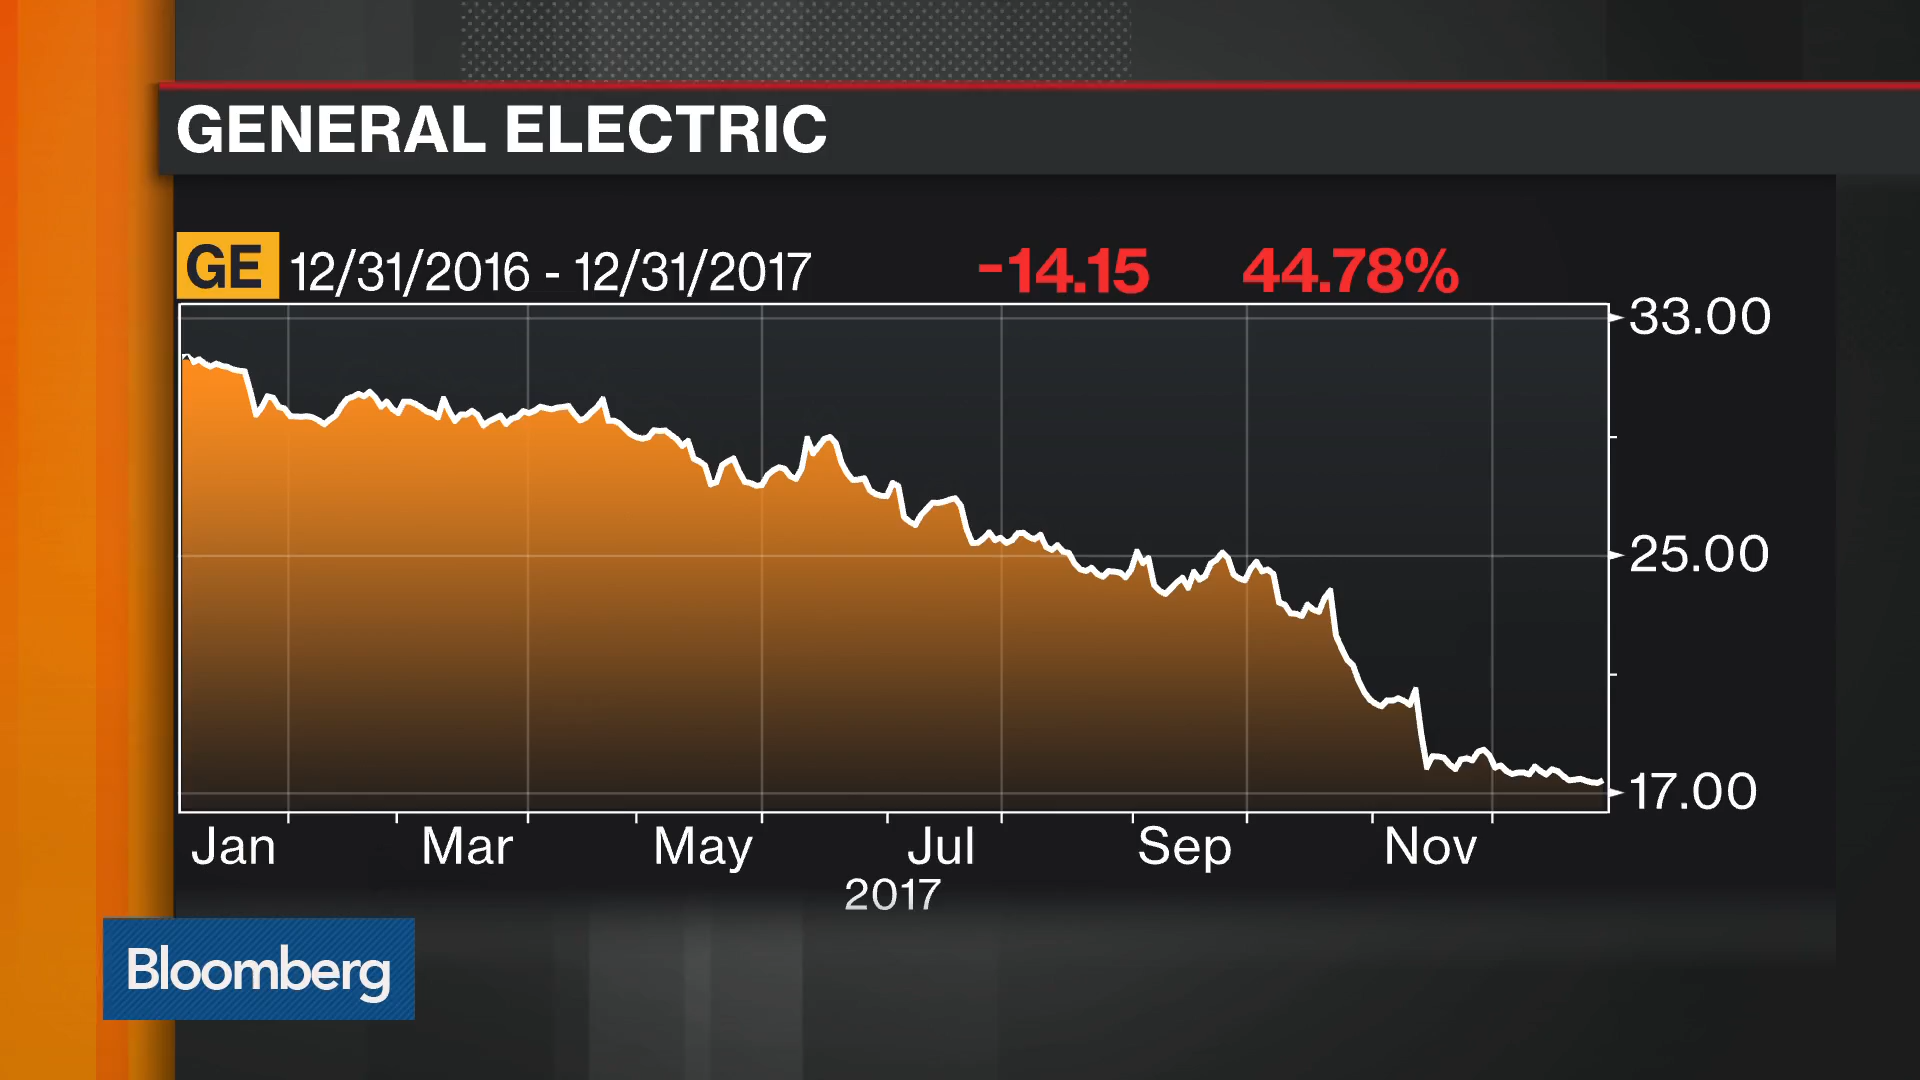 GENERAL ELECTRIC
GE 12/31/2016 - 12/31/2017 -14.15 44.78%
33.00
25.00
17.00
Jan Mar May Jul Sep Nov
2017
Bloomberg